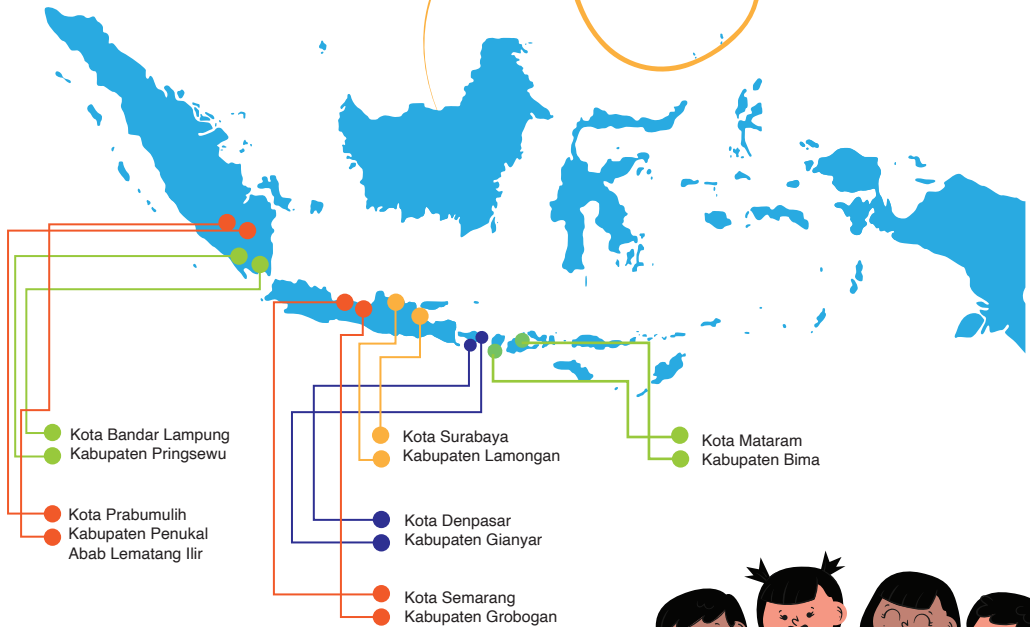 Kota Bandar Lampung
Kabupaten Pringsewu
Kota Prabumulih
Kabupaten Penukal
Abab Lematang Ilir
Kota Surabaya
Kabupaten Lamongan
Kota Denpasar
Kabupaten Gianyar
Kota Semarang
Kabupaten Grobogan
Kota Mataram
Kabupaten Bima